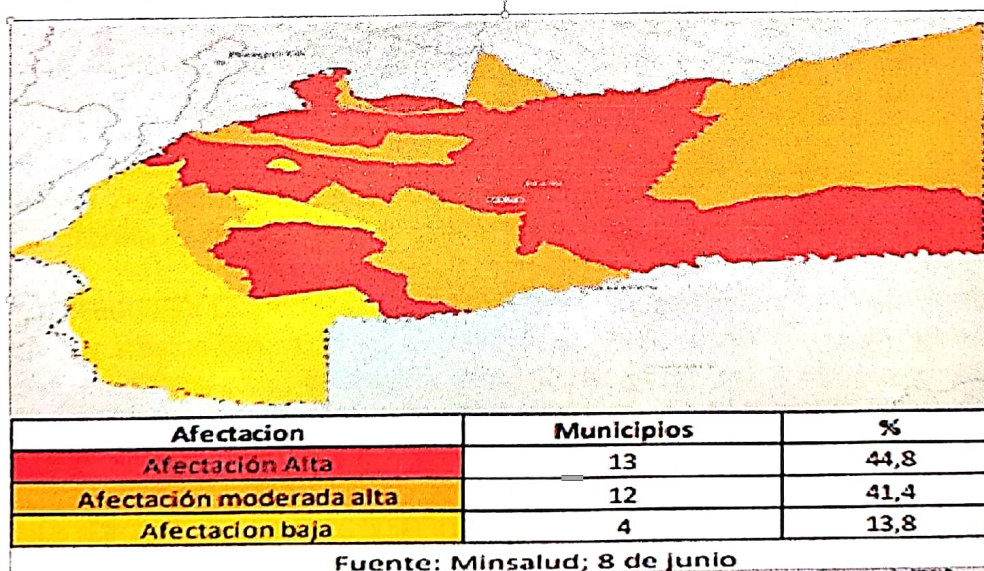 Afectacion Municipios %
Afectación Alta 13 44,8
Afectación moderada alta 12 41,4
Afectacion baja 4 13,8
Fuente: Minsalud; 8 de junio